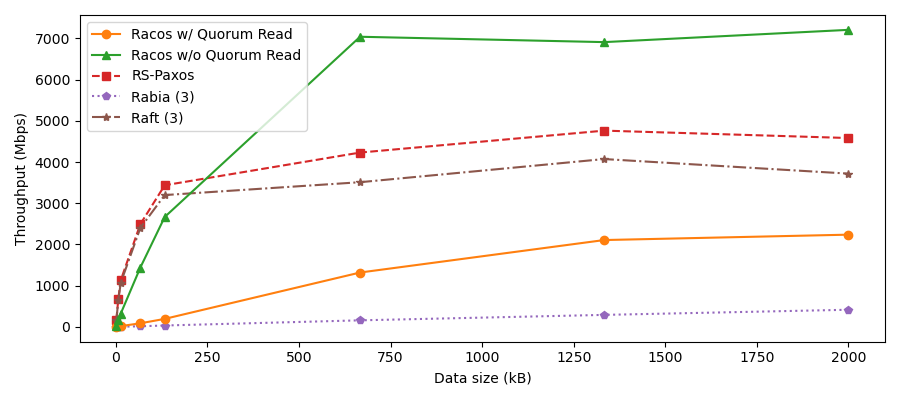 Racos w/ Quorum Read
Racos w/o Quorum Read
RS-Paxos
Rabia (3)
Raft (3)
Throughput (Mbps)
7000
6000
5000
4000
3000
2000
1000
0
0 250 500 750 1000 1250 1500 1750 2000
Data size (kB)